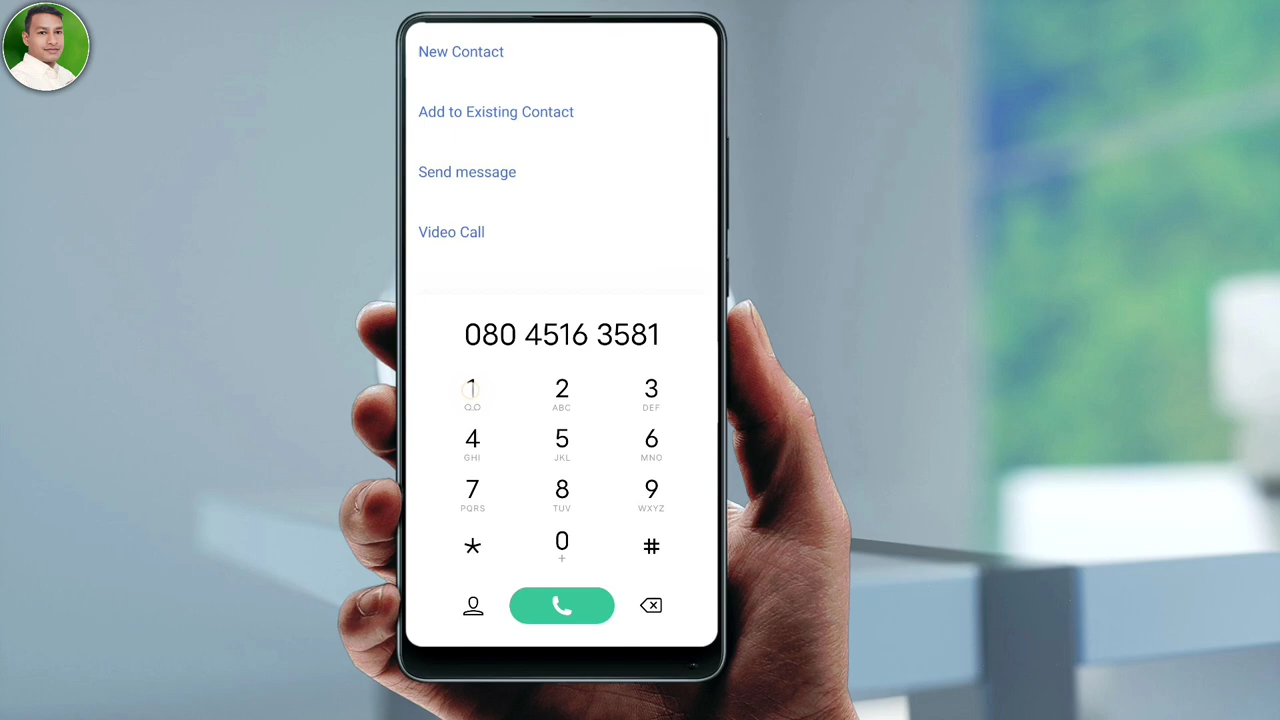 New Contact
Add to Existing Contact
Send message
Video Call
080 4516 3581
1 2 3
ABC DEF
4 5 6
GHI JKL MNO
7 8 9
PQRS TUV WXYZ
* 0 #
+